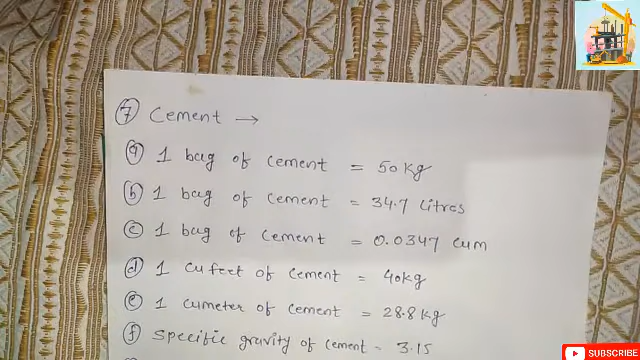 ⑦ Cement →
ⓐ 1 bag of cement = 50 kg
ⓑ 1 bag of cement = 34.7 litres
ⓒ 1 bag of cement = 0.0347 cum
ⓓ 1 cu feet of cement = 40kg
ⓔ 1 cumeter of cement = 28.8 kg
ⓕ Specific gravity of cement - 3.15
SUBSCRIBE